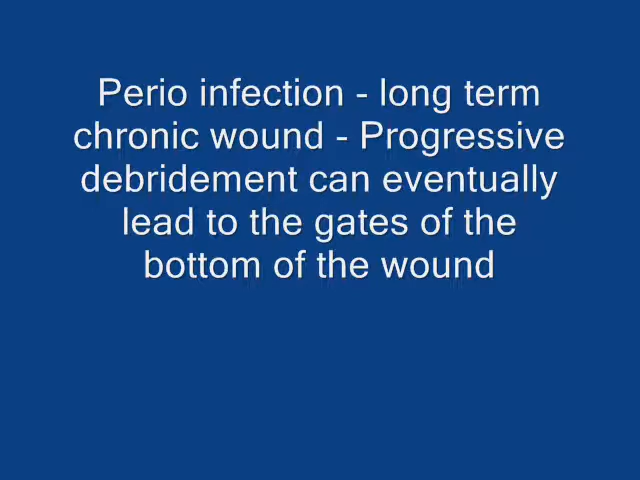 Perio infection - long term
chronic wound - Progressive
debridement can eventually
lead to the gates of the
bottom of the wound